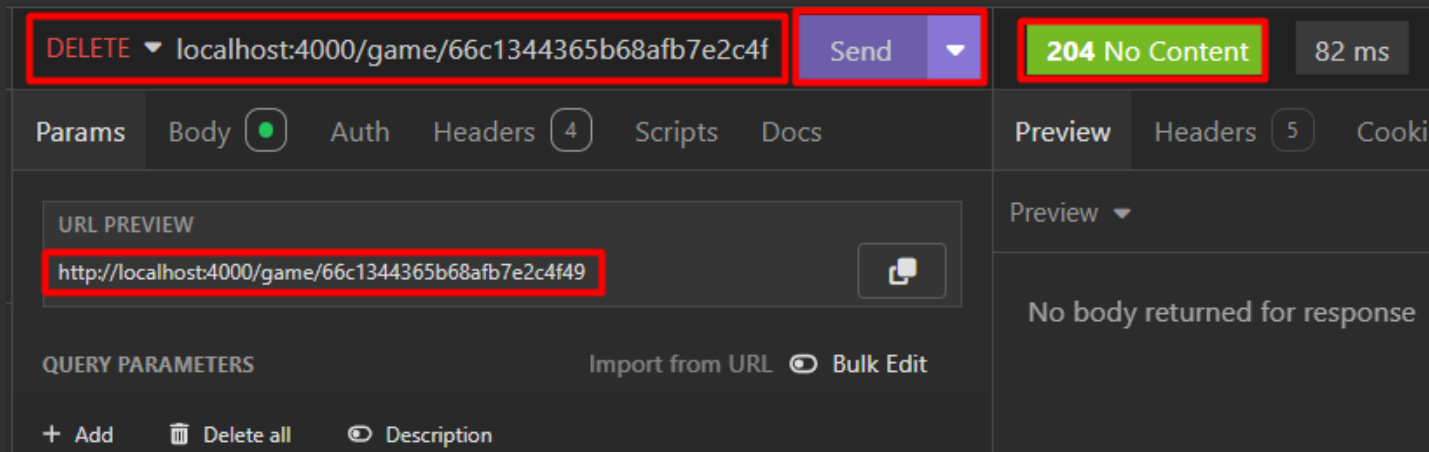 DELETE localhost:4000/game/66c1344365b68afb7e2c4f Send 204 No Content 82 ms
Params Body Auth Headers 4 Scripts Docs Preview Headers 5 Cooki
URL PREVIEW
Preview
http://localhost:4000/game/66c1344365b68afb7e2c4f49
No body returned for response
QUERY PARAMETERS Import from URL Bulk Edit
+ Add Delete all Description